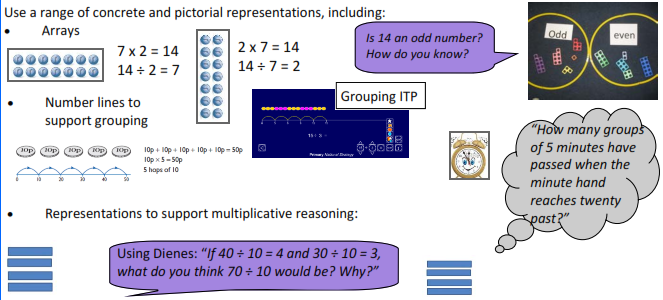 Use a range of concrete and pictorial representations, including:
• Arrays
7 x 2 = 14
14 ÷ 2 = 7
2 x 7 = 14
14 ÷ 7 = 2
Is 14 an odd number?
How do you know?
Odd
even
• Number lines to
support grouping
Grouping ITP
10p 10p 10p 10p 10p
10p + 10p + 10p + 10p + 10p = 50p
10p x 5 = 50p
5 hops of 10
0 10 20 30 40 50
15 ÷ 3 =
Primary National Strategy
"How many groups
of 5 minutes have
passed when the
minute hand
reaches twenty
past?"
• Representations to support multiplicative reasoning:
Using Dienes: "If 40 ÷ 10 = 4 and 30 ÷ 10 = 3,
what do you think 70 ÷ 10 would be? Why?"